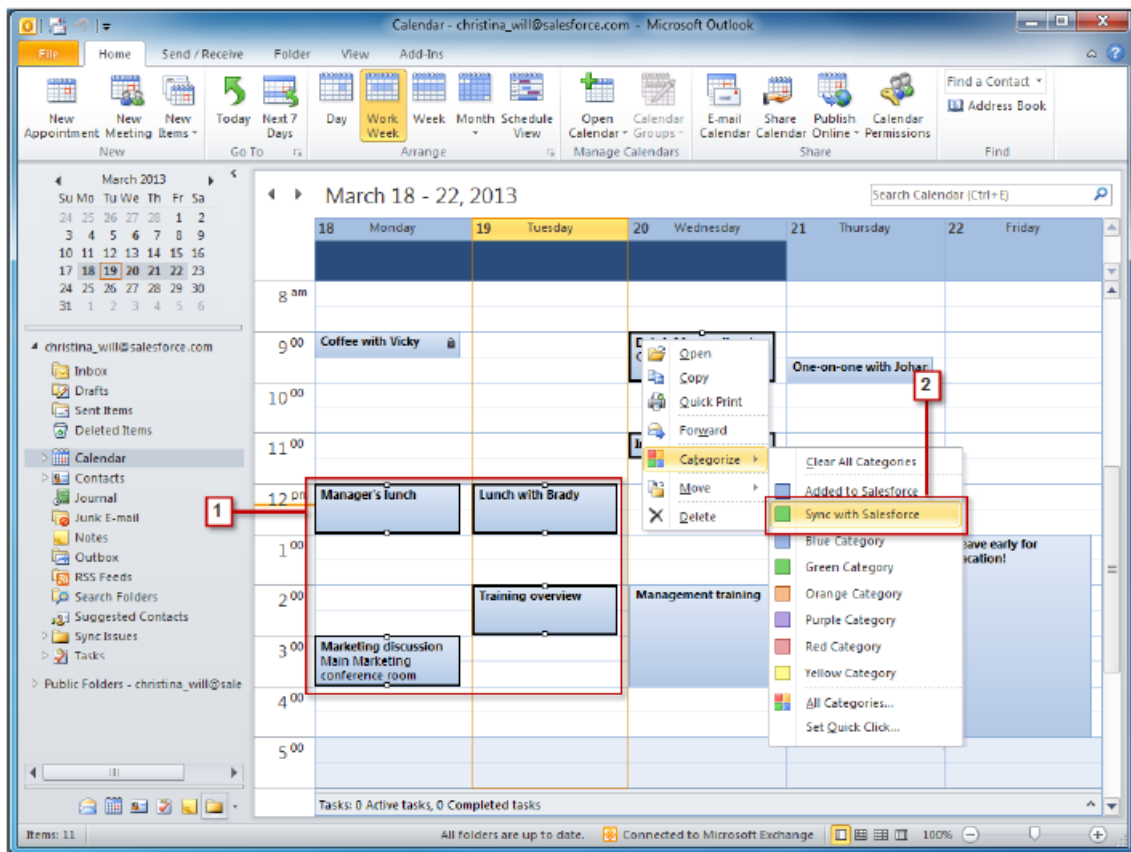 Calendar - christina_will@salesforce.com - Microsoft Outlook
File Home Send / Receive Folder View Add-Ins
New Appointment
New Meeting
New Items
Today
Next 7 Days
Day
Work Week
Week
Month
Schedule View
Open Calendar
Calendar Groups
E-mail Calendar
Share Calendar
Publish Online
Calendar Permissions
Find a Contact
Address Book
New Go To Arrange Manage Calendars Share Find
March 2013
Su Mo Tu We Th Fr Sa
24 25 26 27 28 1 2
3 4 5 6 7 8 9
10 11 12 13 14 15 16
17 18 19 20 21 22 23
24 25 26 27 28 29 30
31 1 2 3 4 5 6
christina_will@salesforce.com
Inbox
Drafts
Sent Items
Deleted Items
Calendar
Contacts
Journal
Junk E-mail
Notes
Outbox
RSS Feeds
Search Folders
Suggested Contacts
Sync Issues
Tasks
Public Folders - christina_will@sale
March 18 - 22, 2013
Search Calendar (Ctrl+E)
18 Monday 19 Tuesday 20 Wednesday 21 Thursday 22 Friday
8 am
9 00
10 00
11 00
12 pm
1 00
2 00
3 00
4 00
5 00
Coffee with Vicky
One-on-one with Johar
Manager's lunch
Lunch with Brady
Training overview
Management training
Marketing discussion
Main Marketing
conference room
early for
1
2
Open
Copy
Quick Print
Forward
Categorize
Move
Delete
Clear All Categories
Added to Salesforce
Sync with Salesforce
Blue Category
Green Category
Orange Category
Purple Category
Red Category
Yellow Category
All Categories...
Set Quick Click...
Tasks: 0 Active tasks, 0 Completed tasks
Items: 11 All folders are up to date. Connected to Microsoft Exchange 100%